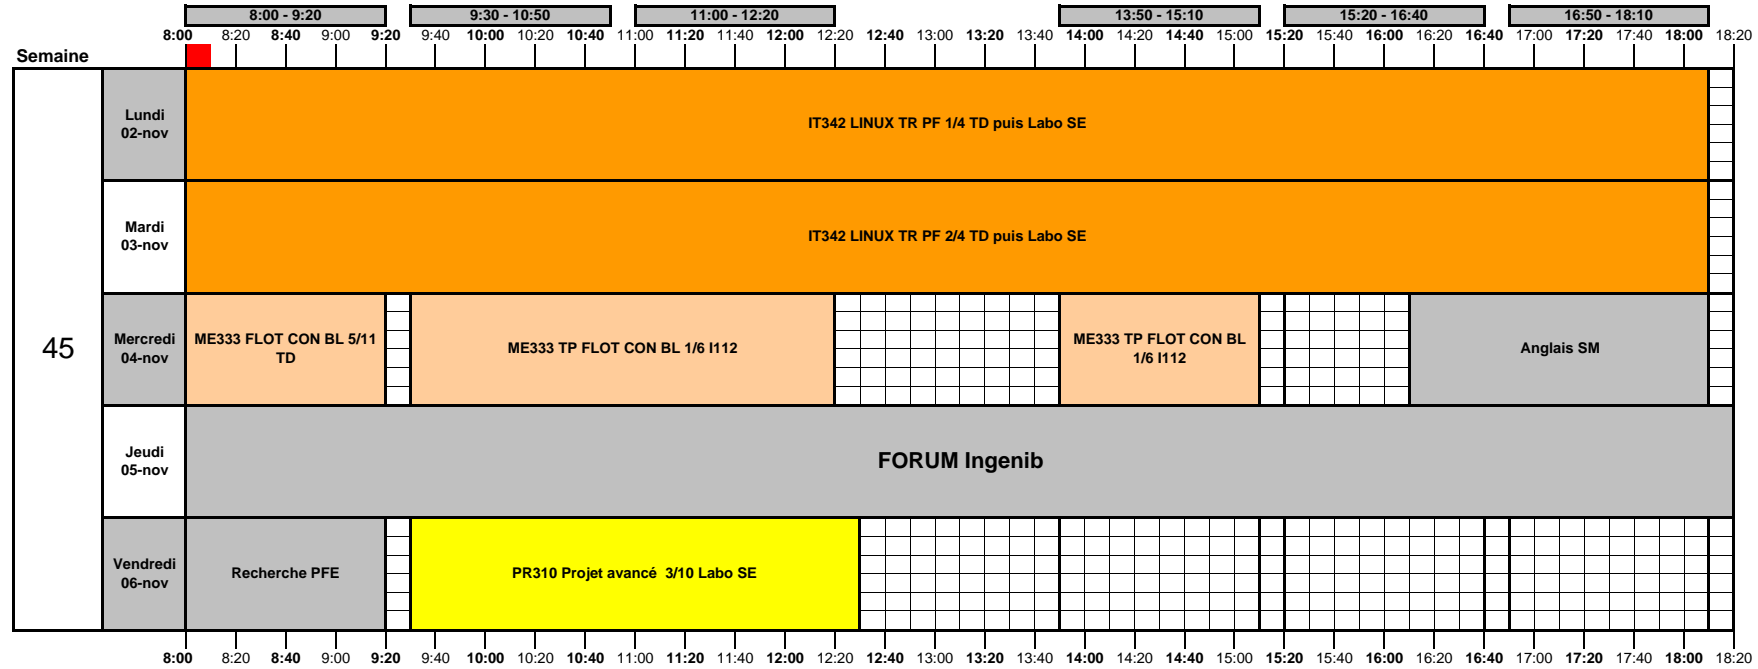 8:00 - 9:20 9:30 - 10:50 11:00 - 12:20 13:50 - 15:10 15:20 - 16:40 16:50 - 18:10
8:00 8:20 8:40 9:00 9:20 9:40 10:00 10:20 10:40 11:00 11:20 11:40 12:00 12:20 12:40 13:00 13:20 13:40 14:00 14:20 14:40 15:00 15:20 15:40 16:00 16:20 16:40 17:00 17:20 17:40 18:00 18:20
Semaine
45
Lundi
02-nov
IT342 LINUX TR PF 1/4 TD puis Labo SE
Mardi
03-nov
IT342 LINUX TR PF 2/4 TD puis Labo SE
Mercredi
04-nov
ME333 FLOT CON BL 5/11
TD
ME333 TP FLOT CON BL 1/6 I112
ME333 TP FLOT CON BL
1/6 I112
Anglais SM
Jeudi
05-nov
FORUM Ingenib
Vendredi
06-nov
Recherche PFE
PR310 Projet avancé 3/10 Labo SE
8:00 8:20 8:40 9:00 9:20 9:40 10:00 10:20 10:40 11:00 11:20 11:40 12:00 12:20 12:40 13:00 13:20 13:40 14:00 14:20 14:40 15:00 15:20 15:40 16:00 16:20 16:40 17:00 17:20 17:40 18:00 18:20